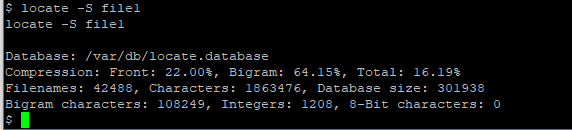 $ locate -S file1
locate -S file1
Database: /var/db/locate.database
Compression: Front: 22.00%, Bigram: 64.15%, Total: 16.19%
Filenames: 42488, Characters: 1863476, Database size: 301938
Bigram characters: 108249, Integers: 1208, 8-Bit characters: 0
$